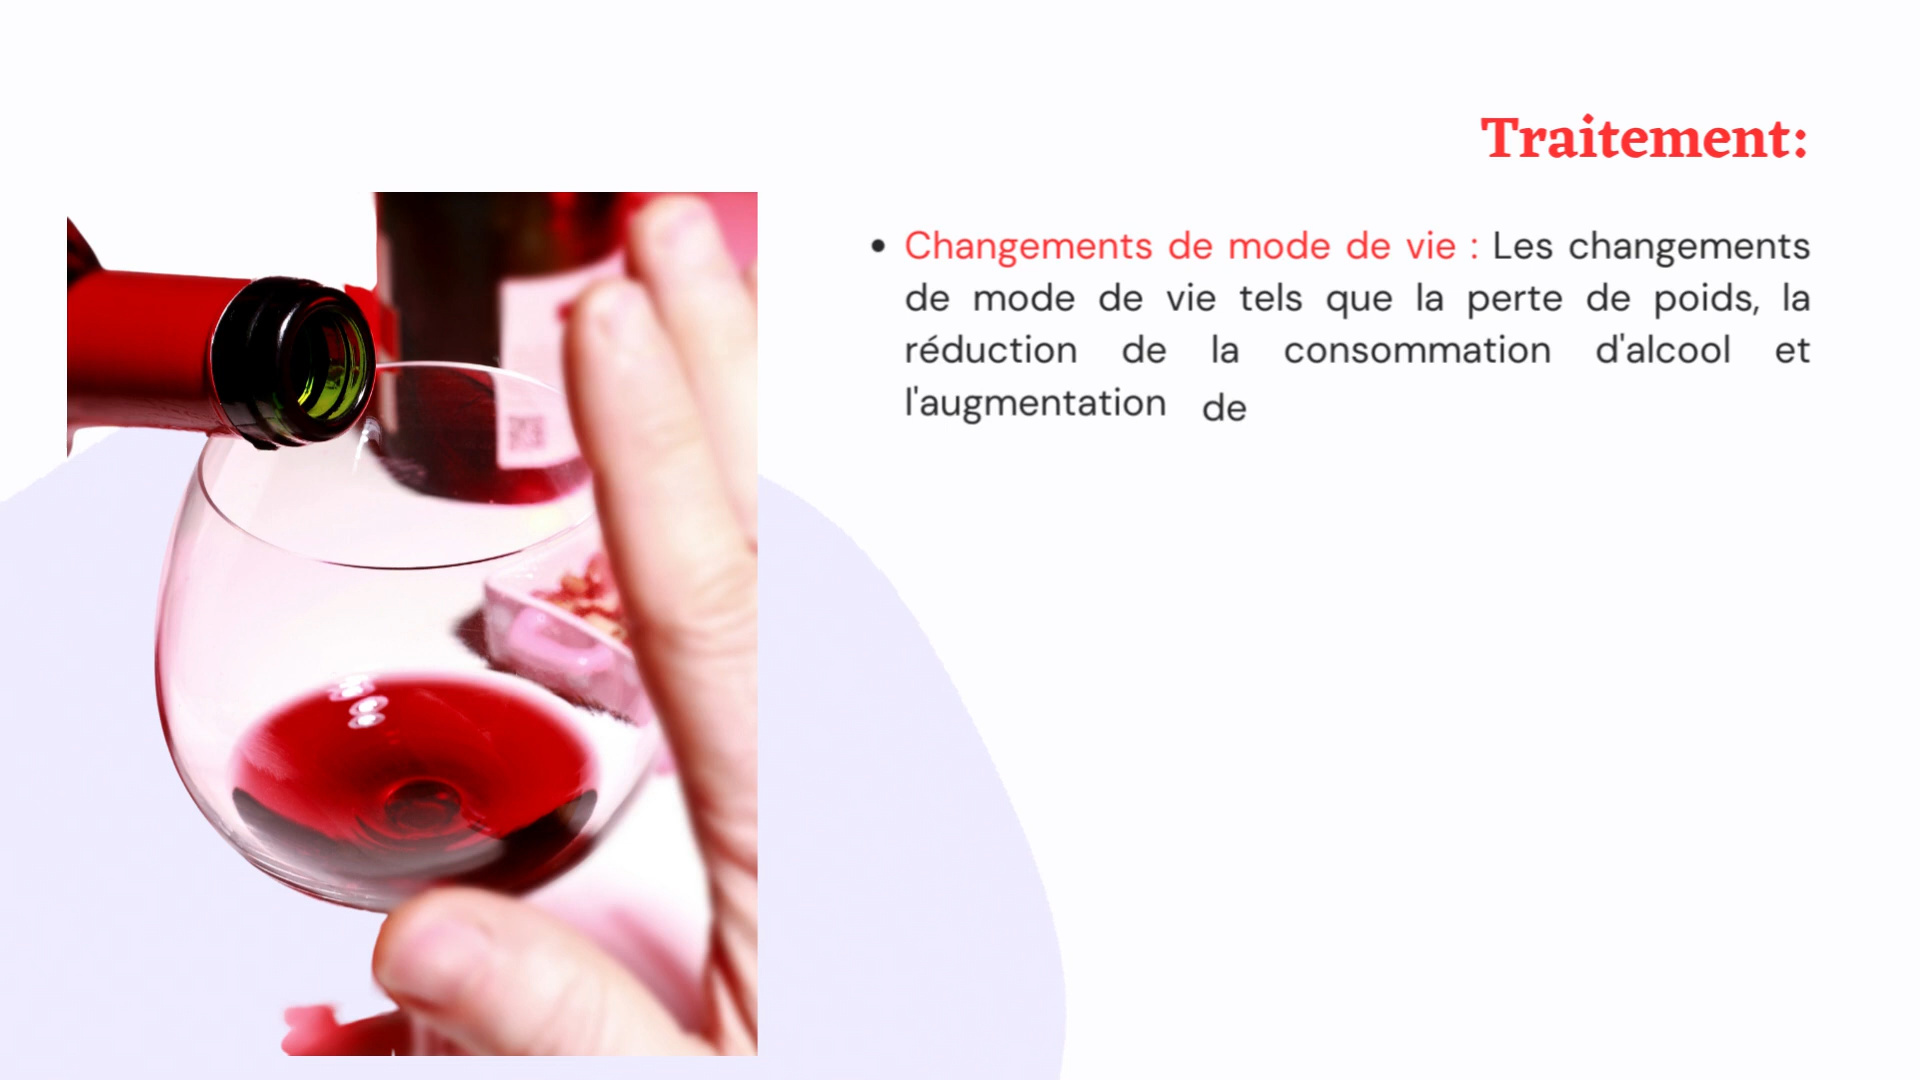 Traitement:
• Changements de mode de vie : Les changements
de mode de vie tels que la perte de poids, la
réduction de la consommation d'alcool et
l'augmentation de